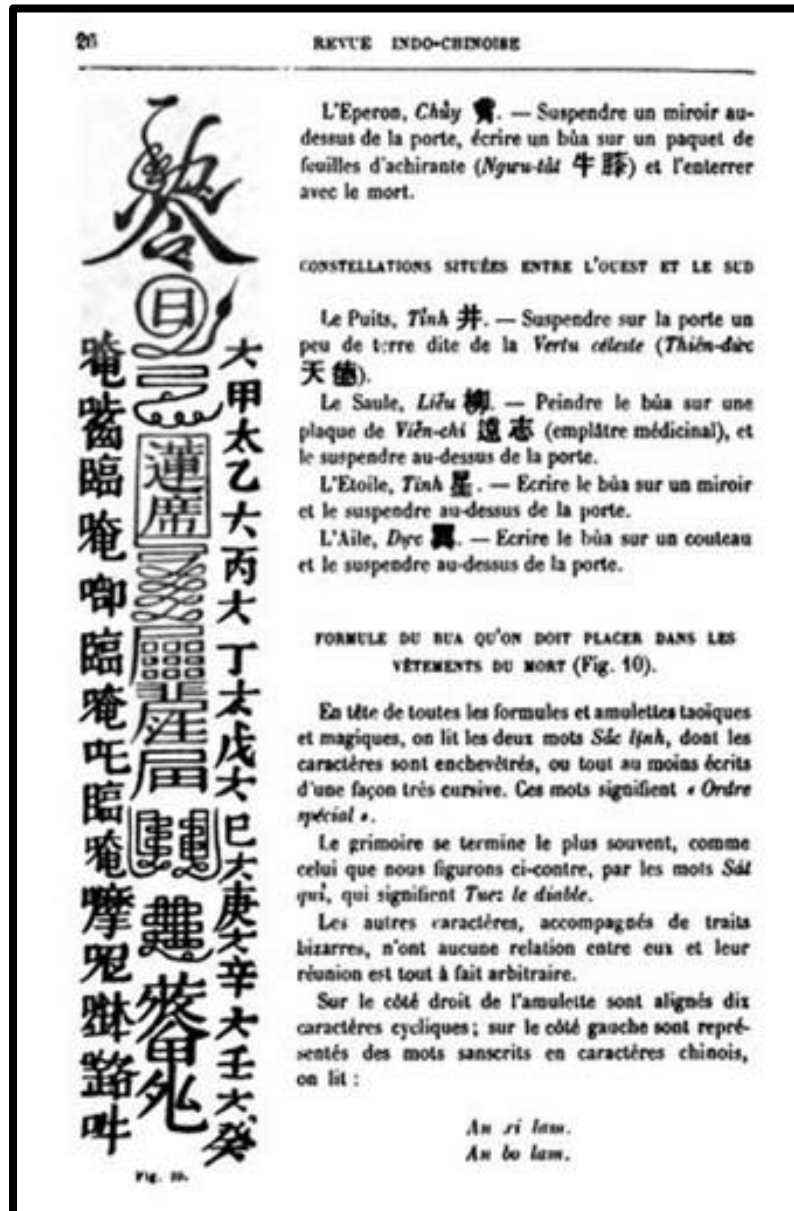 26
REVUE INDO-CHINOISE
L'Eperon, Chủy 觜. — Suspendre un miroir au-
dessus de la porte, écrire un bùa sur un paquet de
feuilles d'achirante (Ngưu-tât 牛膝) et l'enterrer
avec le mort.
CONSTELLATIONS SITUÉES ENTRE L'OUEST ET LE SUD
Le Puits, Tỉnh 井. — Suspendre sur la porte un
peu de terre dite de la Vertu céleste (Thiên-đức
天德).
Le Saule, Liễu 柳. — Peindre le bùa sur une
plaque de Viễn-chi 遠志 (emplâtre médicinal), et
le suspendre au-dessus de la porte.
L'Etoile, Tinh 星. — Ecrire le bùa sur un miroir
et le suspendre au-dessus de la porte.
L'Aile, Dực 翼. — Ecrire le bùa sur un couteau
et le suspendre au-dessus de la porte.
FORMULE DU BUA QU'ON DOIT PLACER DANS LES
VÊTEMENTS DU MORT (Fig. 10).
En tête de toutes les formules et amulettes taoïques
et magiques, on lit les deux mots Sắc lịnh, dont les
caractères sont enchevêtrés, ou tout au moins écrits
d'une façon très cursive. Ces mots signifient « Ordre
spécial ».
Le grimoire se termine le plus souvent, comme
celui que nous figurons ci-contre, par les mots Sát
quỉ, qui signifient Tuez le diable.
Les autres caractères, accompagnés de traits
bizarres, n'ont aucune relation entre eux et leur
réunion est tout à fait arbitraire.
Sur le côté droit de l'amulette sont alignés dix
caractères cycliques; sur le côté gauche sont repré-
sentés des mots sanscrits en caractères chinois,
on lit :
An si lam.
An bo lam.
大甲太乙大丙大丁太戊大巳大庚大辛大壬大癸
日
蓮席
Fig. 10.